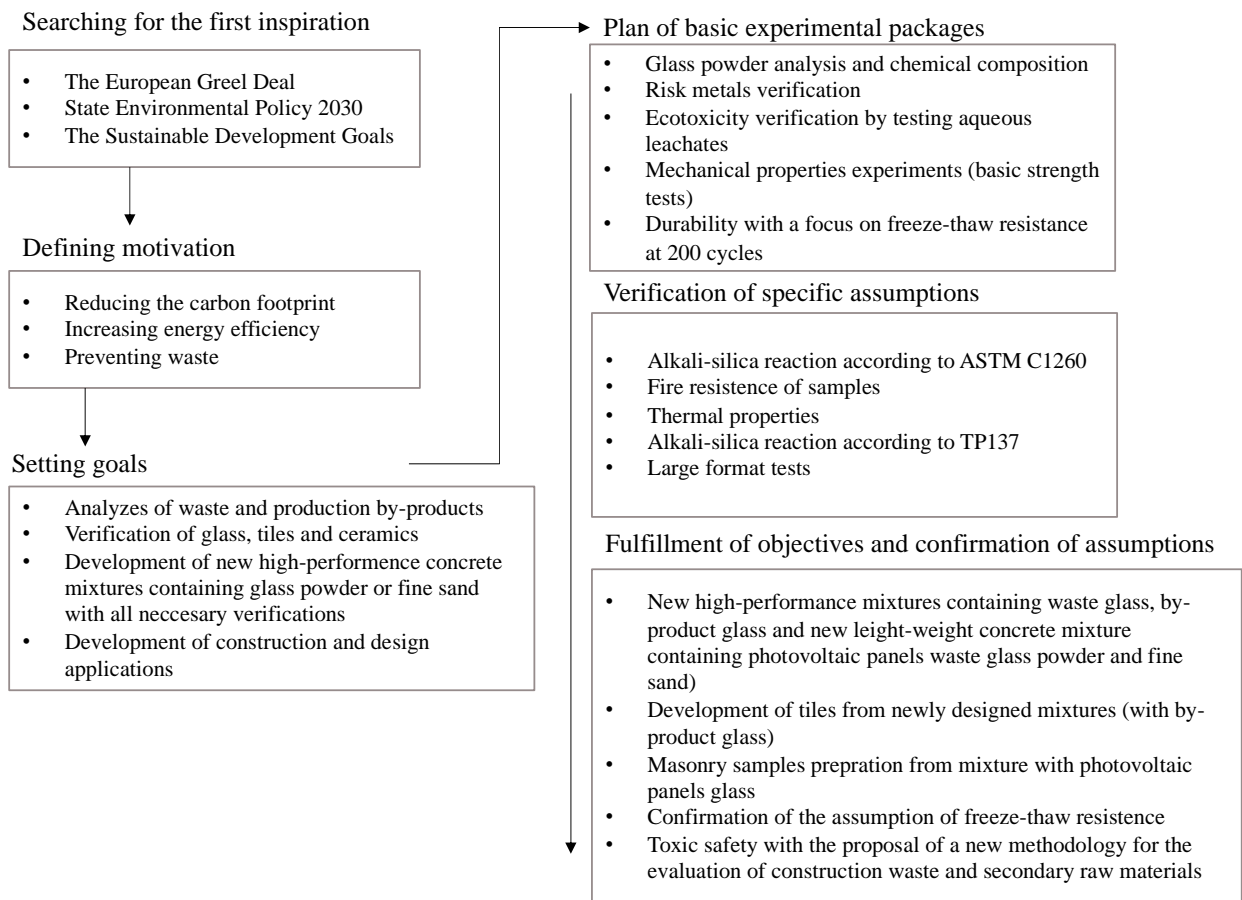 Searching for the first inspiration
• The European Greel Deal
• State Environmental Policy 2030
• The Sustainable Development Goals
Defining motivation
• Reducing the carbon footprint
• Increasing energy efficiency
• Preventing waste
Setting goals
• Analyzes of waste and production by-products
• Verification of glass, tiles and ceramics
• Development of new high-performence concrete
mixtures containing glass powder or fine sand
with all neccesary verifications
• Development of construction and design
applications
Plan of basic experimental packages
• Glass powder analysis and chemical composition
• Risk metals verification
• Ecotoxicity verification by testing aqueous
leachates
• Mechanical properties experiments (basic strength
tests)
• Durability with a focus on freeze-thaw resistance
at 200 cycles
Verification of specific assumptions
• Alkali-silica reaction according to ASTM C1260
• Fire resistence of samples
• Thermal properties
• Alkali-silica reaction according to TP137
• Large format tests
Fulfillment of objectives and confirmation of assumptions
• New high-performance mixtures containing waste glass, by-
product glass and new leight-weight concrete mixture
containing photovoltaic panels waste glass powder and fine
sand)
• Development of tiles from newly designed mixtures (with by-
product glass)
• Masonry samples prepration from mixture with photovoltaic
panels glass
• Confirmation of the assumption of freeze-thaw resistence
• Toxic safety with the proposal of a new methodology for the
evaluation of construction waste and secondary raw materials